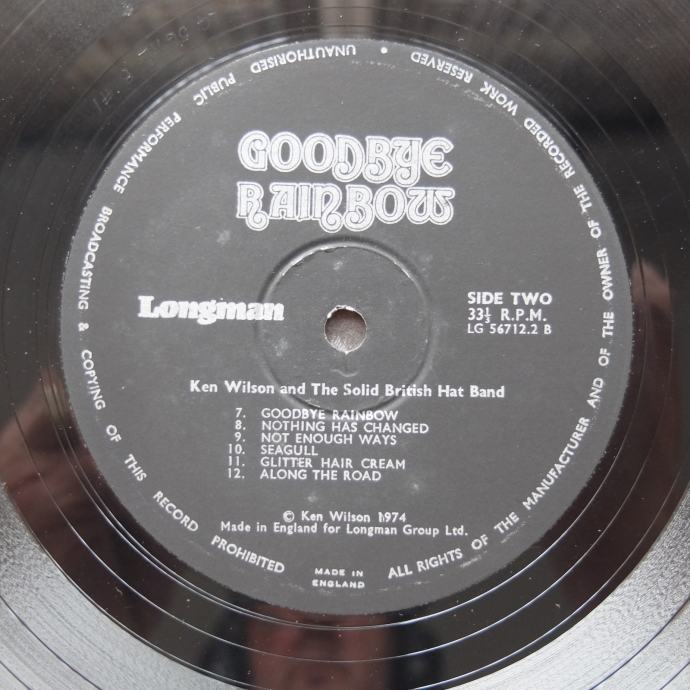 GOODBYE
RAINBOW
Longman
SIDE TWO
33⅓ R.P.M.
LG 56712.2 B
Ken Wilson and The Solid British Hat Band
7. GOODBYE RAINBOW
8. NOTHING HAS CHANGED
9. NOT ENOUGH WAYS
10. SEAGULL
11. GLITTER HAIR CREAM
12. ALONG THE ROAD
© Ken Wilson 1974
Made in England for Longman Group Ltd.
MADE IN
ENGLAND
ALL RIGHTS OF THE MANUFACTURER AND OF THE OWNER OF THE RECORDED WORK RESERVED • UNAUTHORISED PUBLIC PERFORMANCE BROADCASTING & COPYING OF THIS RECORD PROHIBITED